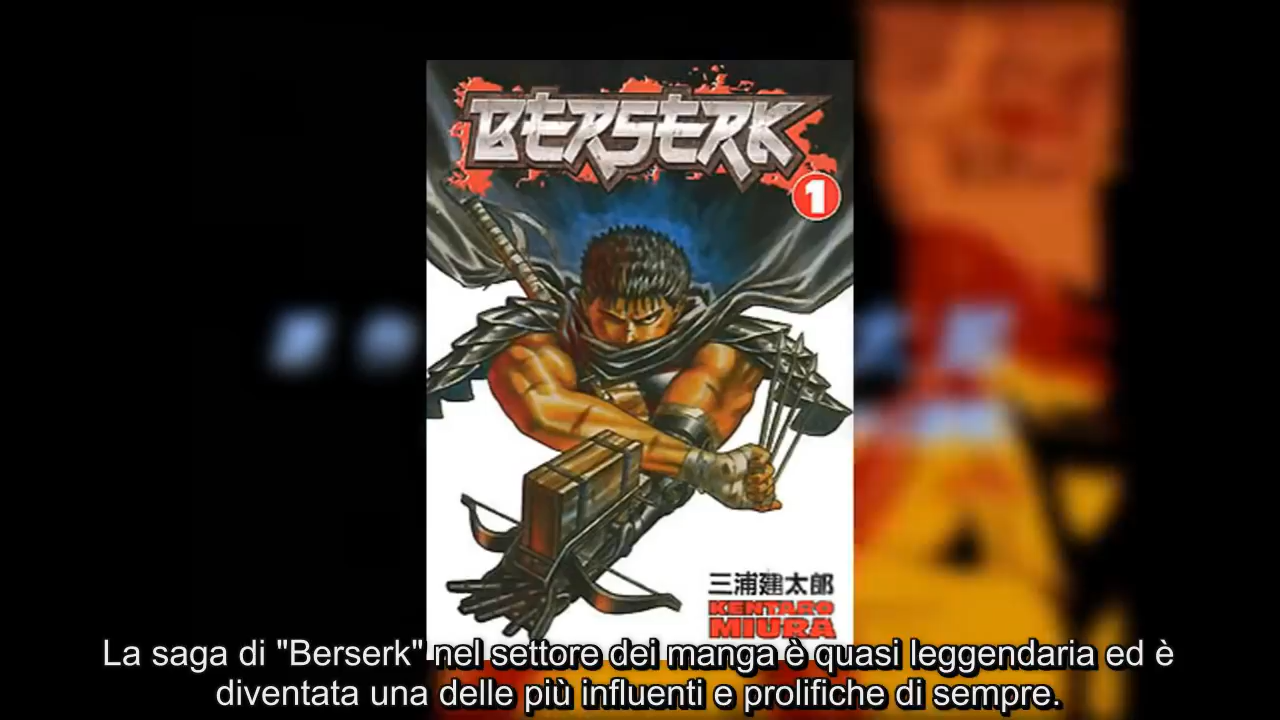 BERSERK
1
三浦建太郎
KENTARO
MIURA
La saga di "Berserk" nel settore dei manga è quasi leggendaria ed è
diventata una delle più influenti e prolifiche di sempre.